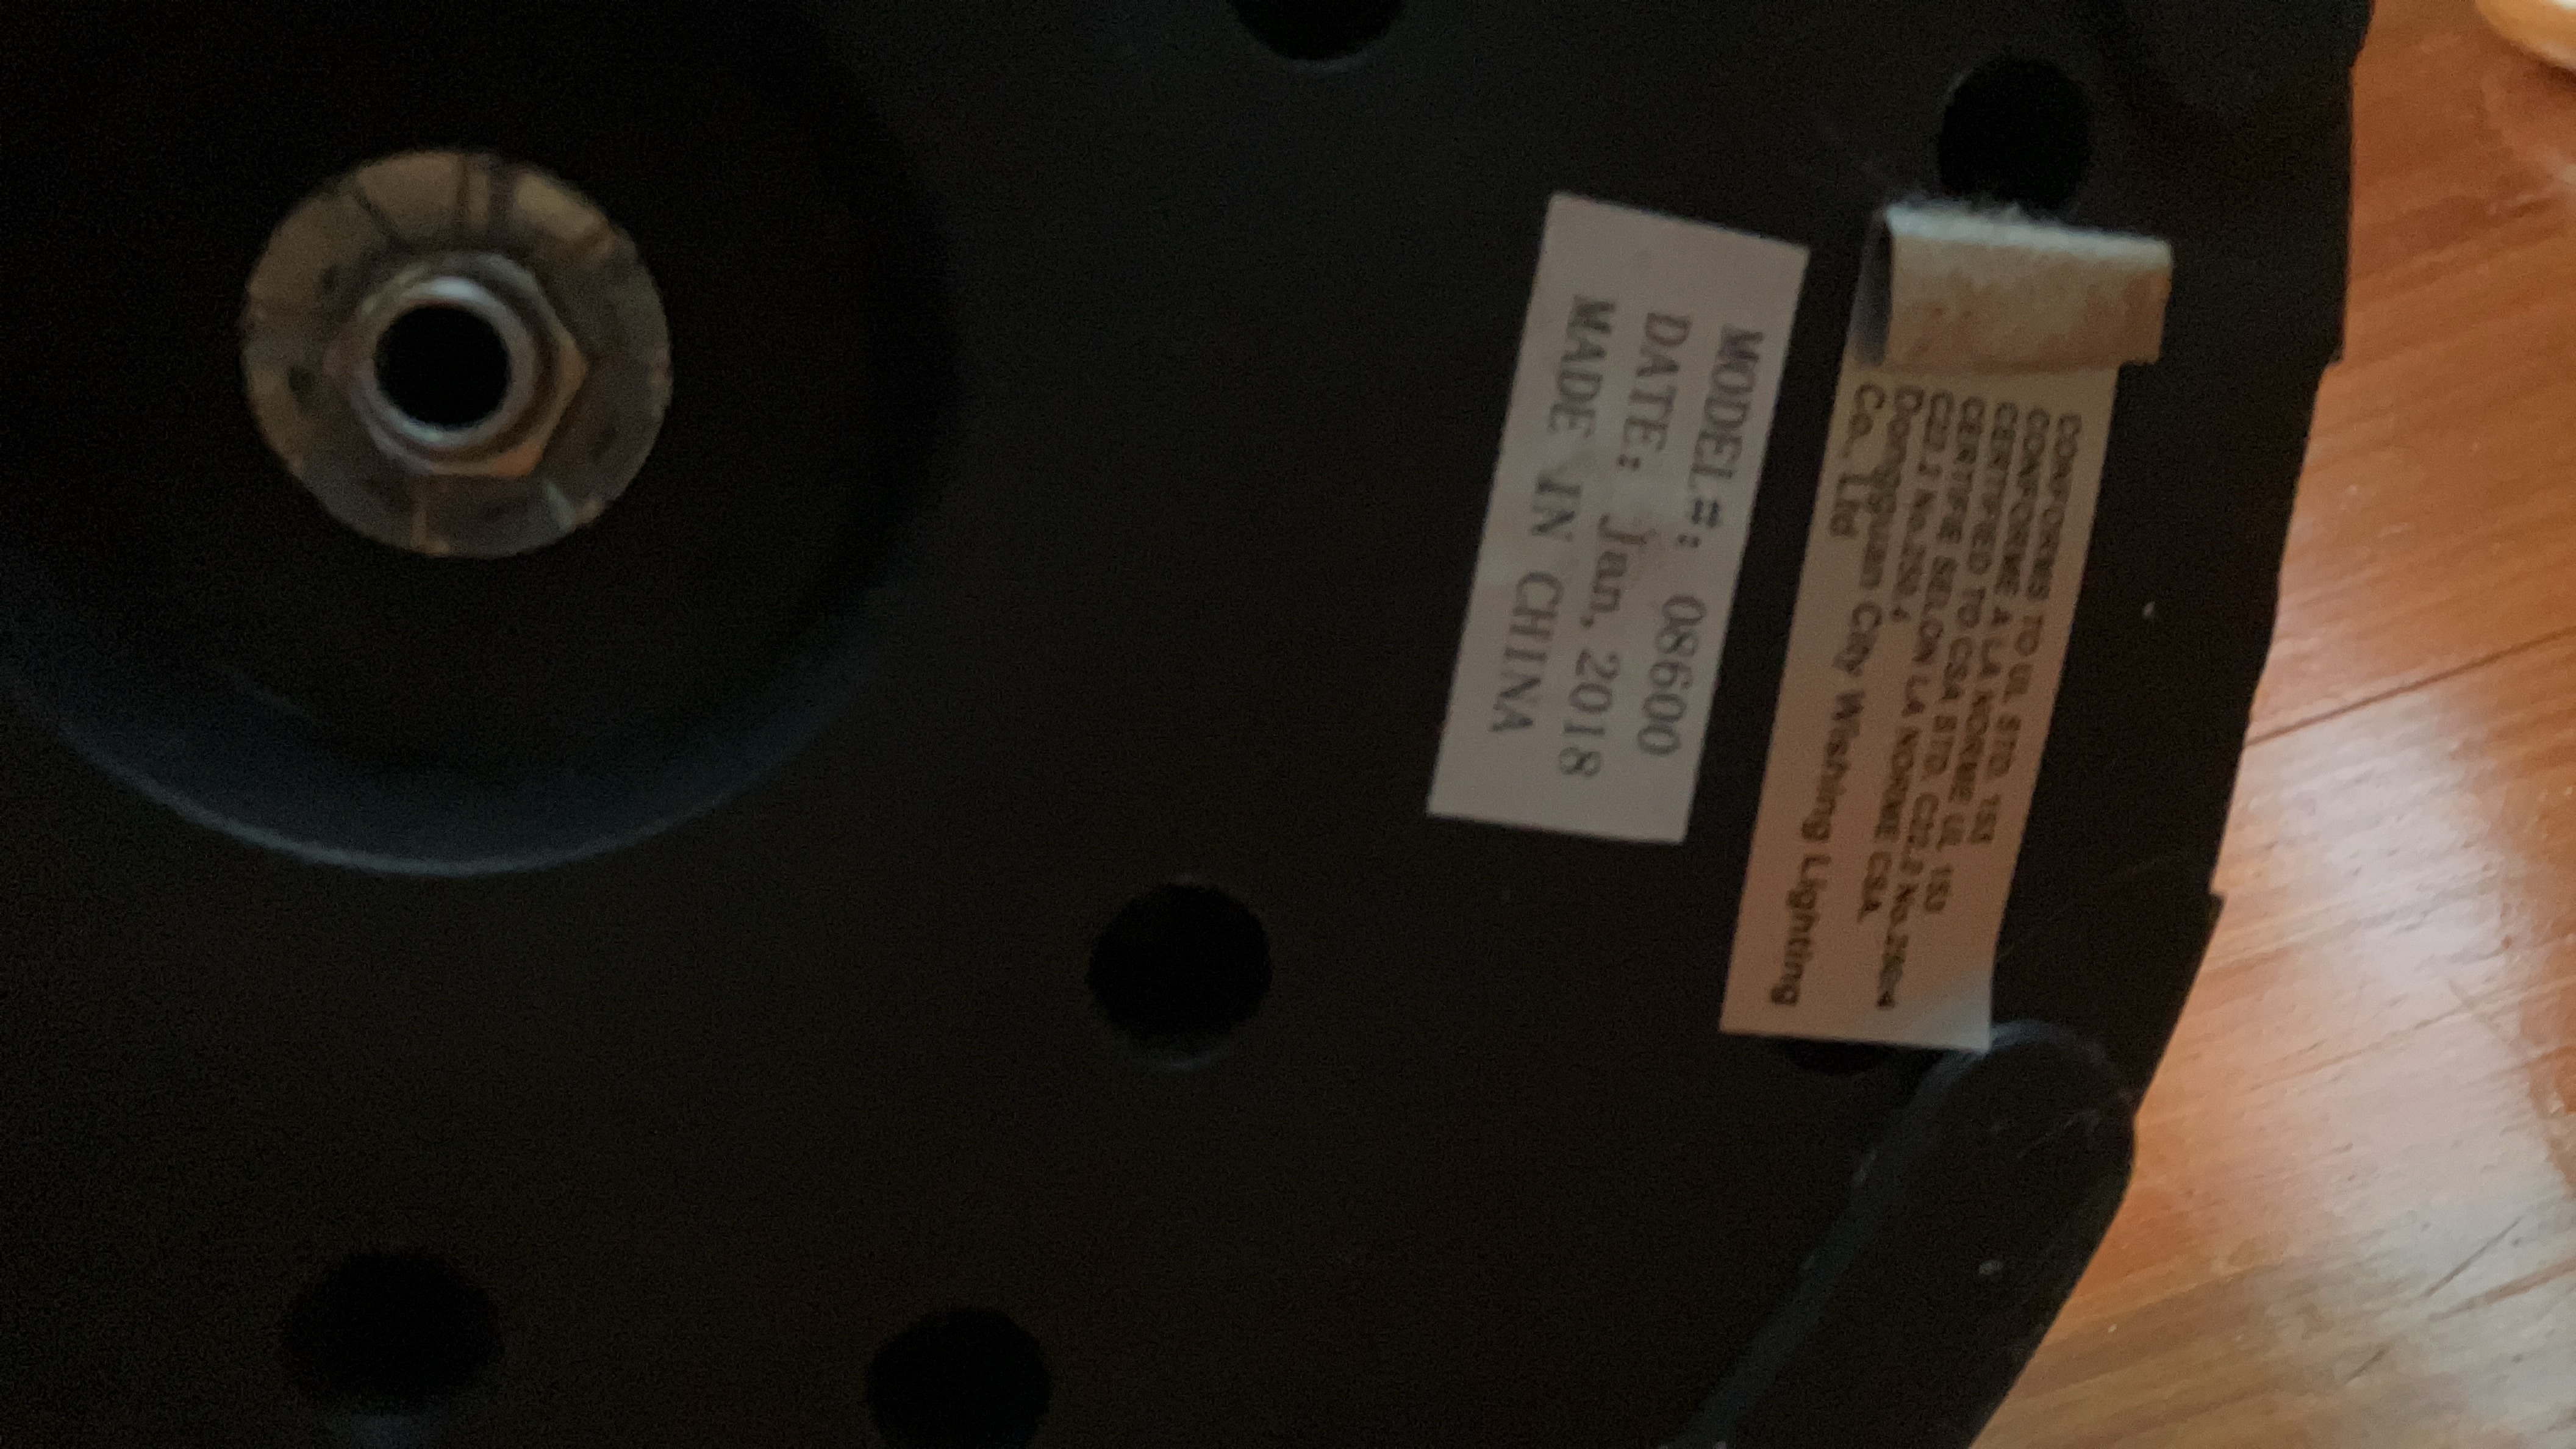 MODEL#: 08600
DATE: Jan, 2018
MADE IN CHINA
CONFORMS TO UL STD. 153
CONFORME A LA NORME UL 153
CERTIFIED TO CSA STD. C22.2 No.250.4
CERTIFIE SELON LA NORME CSA
C22.2 No.250.4
Dongguan City Wishing Lighting
Co., Ltd